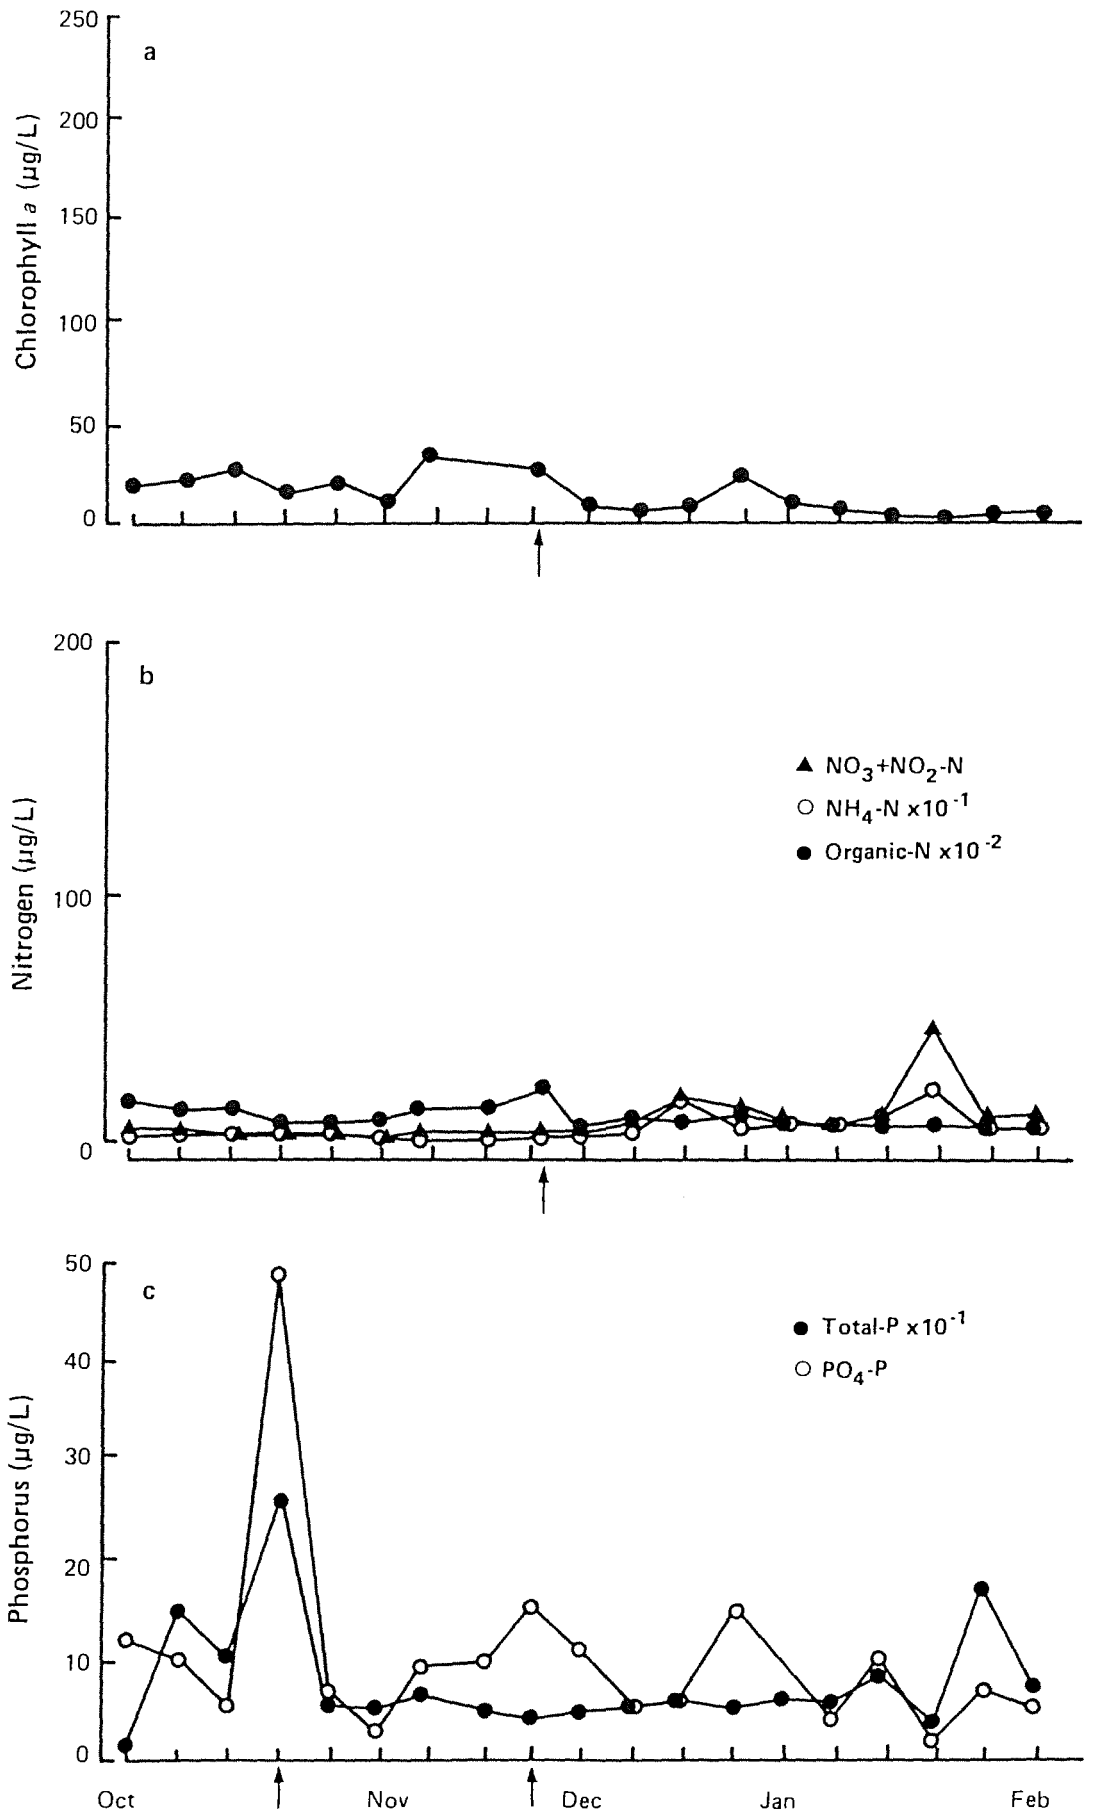 250
a
200
150
100
50
0
Chlorophyll a (µg/L)
200
b
NO3+NO2-N
NH4-N x10-1
Organic-N x10-2
100
0
Nitrogen (µg/L)
50
c
Total-P x10-1
PO4-P
40
30
20
10
0
Phosphorus (µg/L)
Oct Nov Dec Jan Feb